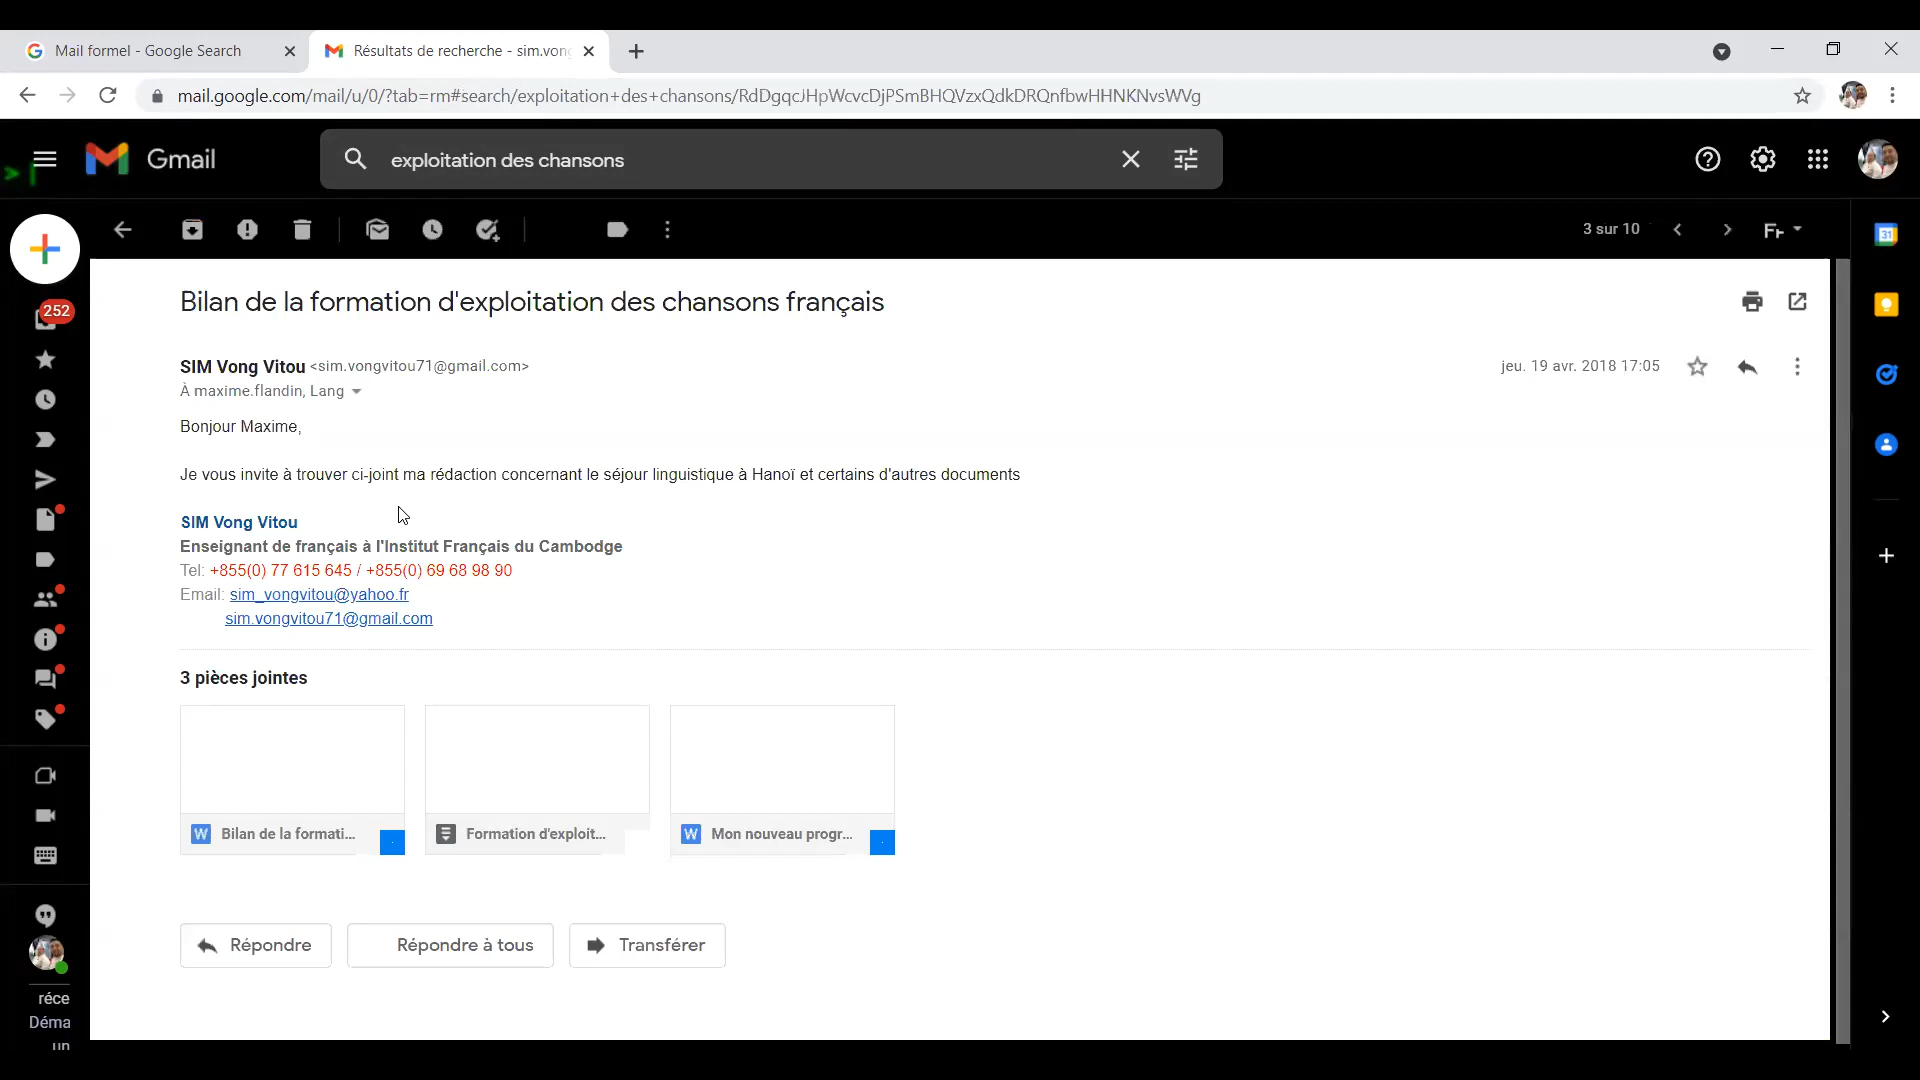 Mail formel - Google Search
Résultats de recherche - sim.vong
mail.google.com/mail/u/0/?tab=rm#search/exploitation+des+chansons/RdDgqcJHpWcvcDjPSmBHQVzxQdkDRQnfbwHHNKNvsWVg
Gmail
exploitation des chansons
3 sur 10
Fr
252
31
Bilan de la formation d'exploitation des chansons français
SIM Vong Vitou <sim.vongvitou71@gmail.com>
jeu. 19 avr. 2018 17:05
À maxime.flandin, Lang
Bonjour Maxime,
Je vous invite à trouver ci-joint ma rédaction concernant le séjour linguistique à Hanoï et certains d'autres documents
SIM Vong Vitou
Enseignant de français à l'Institut Français du Cambodge
Tel: +855(0) 77 615 645 / +855(0) 69 68 98 90
Email: sim_vongvitou@yahoo.fr
sim.vongvitou71@gmail.com
3 pièces jointes
W Bilan de la formati...
Formation d'exploit...
W Mon nouveau progr...
Répondre
Répondre à tous
Transférer
réce
Déma
un